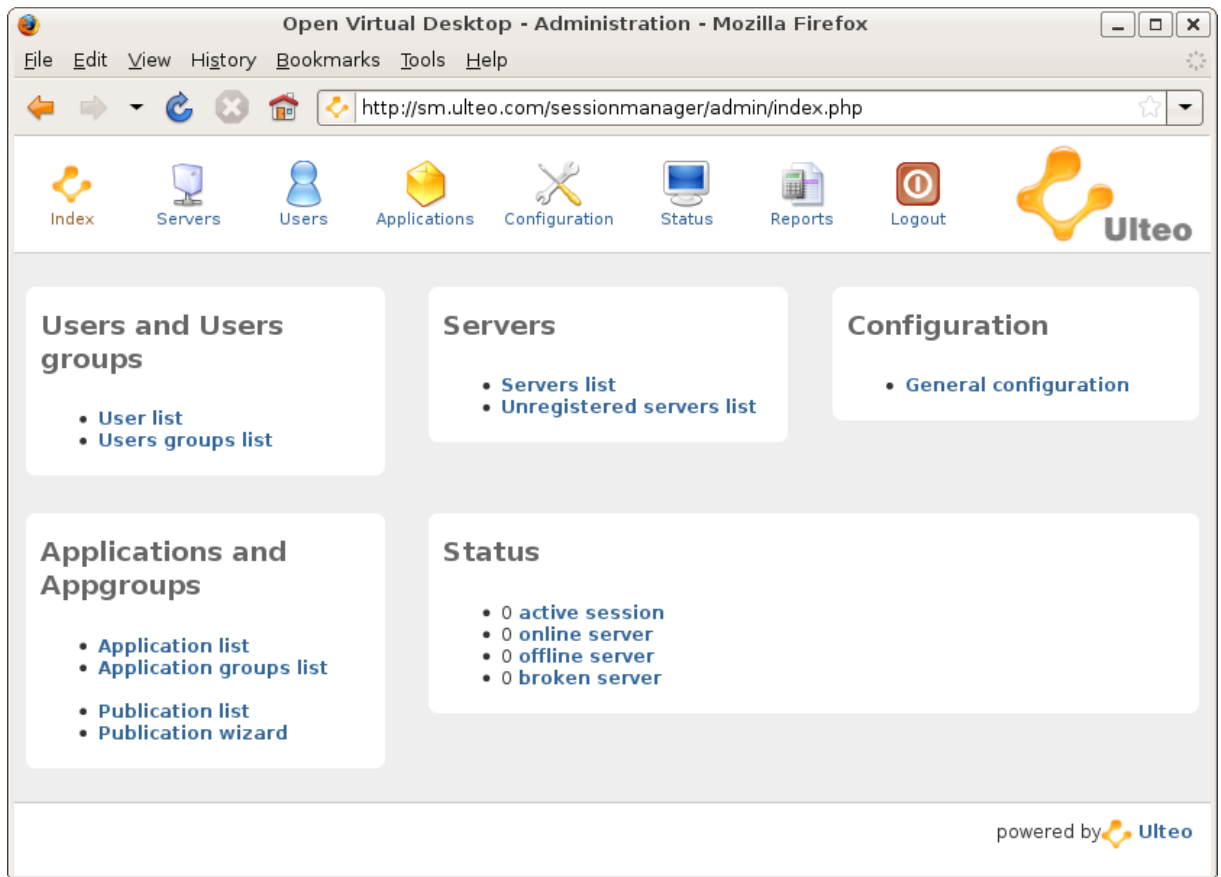 Open Virtual Desktop - Administration - Mozilla Firefox
File Edit View History Bookmarks Tools Help
http://sm.ulteo.com/sessionmanager/admin/index.php
Index Servers Users Applications Configuration Status Reports Logout
Ulteo
Users and Users
groups
User list
Users groups list
Servers
Servers list
Unregistered servers list
Configuration
General configuration
Applications and
Appgroups
Application list
Application groups list
Publication list
Publication wizard
Status
0 active session
0 online server
0 offline server
0 broken server
powered by Ulteo